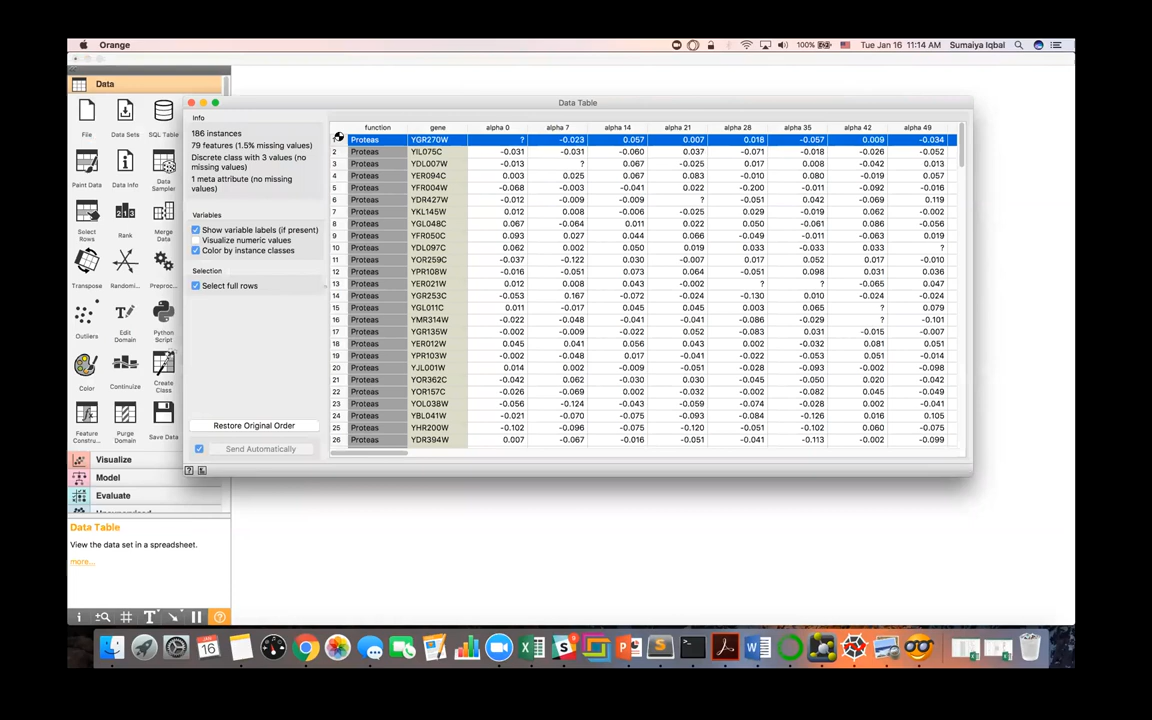 Orange
100%
Tue Jan 16 11:14 AM
Sumaiya Iqbal
Data
File
Data Sets
SQL Table
Paint Data
Data Info
Data
Sampler
Select
Rows
Rank
Merge
Data
Transpose
Randomi...
Preproc...
Outliers
Edit
Domain
Python
Script
Color
Continuize
Create
Class
Feature
Constru...
Purge
Domain
Save Data
Visualize
Model
Evaluate
Data Table
View the data set in a spreadsheet.
more...
Data Table
Info
186 instances
79 features (1.5% missing values)
Discrete class with 3 values (no
missing values)
1 meta attribute (no missing
values)
Variables
Show variable labels (if present)
Visualize numeric values
Color by instance classes
Selection
Select full rows
Restore Original Order
Send Automatically
function gene alpha 0 alpha 7 alpha 14 alpha 21 alpha 28 alpha 35 alpha 42 alpha 49
Proteas YGR270W ? -0.023 0.057 0.007 0.018 -0.057 0.009 -0.034
2 Proteas YIL075C -0.031 -0.031 -0.060 0.037 -0.071 -0.018 -0.026 -0.052
3 Proteas YDL007W -0.013 ? 0.067 -0.025 0.017 0.008 -0.042 0.013
4 Proteas YER094C 0.003 0.025 0.067 0.083 -0.010 0.080 -0.019 0.057
5 Proteas YFR004W -0.068 -0.003 -0.041 0.022 -0.200 -0.011 -0.092 -0.016
6 Proteas YDR427W -0.012 -0.009 -0.009 ? -0.051 0.042 -0.069 0.119
7 Proteas YKL145W 0.012 0.008 -0.006 -0.025 0.029 -0.019 0.062 -0.002
8 Proteas YGL048C 0.067 -0.064 0.011 0.022 0.050 -0.061 0.086 -0.056
9 Proteas YFR050C 0.093 0.027 0.044 0.066 -0.049 -0.011 -0.063 0.019
10 Proteas YDL097C 0.062 0.002 0.050 0.019 0.033 -0.033 0.033 ?
11 Proteas YOR259C -0.037 -0.122 0.030 -0.007 0.017 0.052 0.017 -0.010
12 Proteas YPR108W -0.016 -0.051 0.073 0.064 -0.051 0.098 0.031 0.036
13 Proteas YER021W 0.012 0.008 0.043 -0.002 ? ? -0.065 0.047
14 Proteas YGR253C -0.053 0.167 -0.072 -0.024 -0.130 0.010 -0.024 -0.024
15 Proteas YGL011C 0.011 -0.017 0.045 0.045 0.003 0.065 ? 0.079
16 Proteas YMR314W -0.022 -0.048 -0.041 -0.041 -0.086 -0.029 ? -0.101
17 Proteas YGR135W -0.002 -0.009 -0.022 0.052 -0.083 0.031 -0.015 -0.007
18 Proteas YER012W 0.045 0.041 0.056 0.043 0.002 -0.032 0.081 0.051
19 Proteas YPR103W -0.002 -0.048 0.017 -0.041 -0.022 -0.053 0.051 -0.014
20 Proteas YJL001W 0.014 0.002 -0.009 -0.051 -0.028 -0.093 -0.002 -0.098
21 Proteas YOR362C -0.042 0.062 -0.030 0.030 -0.045 -0.050 0.020 -0.042
22 Proteas YOR157C -0.026 -0.069 0.002 -0.032 -0.002 -0.082 0.045 -0.049
23 Proteas YOL038W -0.056 -0.124 -0.043 -0.059 -0.074 -0.028 0.002 -0.041
24 Proteas YBL041W -0.021 -0.070 -0.075 -0.093 -0.084 -0.126 0.016 0.105
25 Proteas YHR200W -0.102 -0.096 -0.075 -0.120 -0.051 -0.041 0.060 -0.075
26 Proteas YDR394W 0.007 -0.067 -0.016 -0.051 -0.041 -0.113 -0.002 -0.099